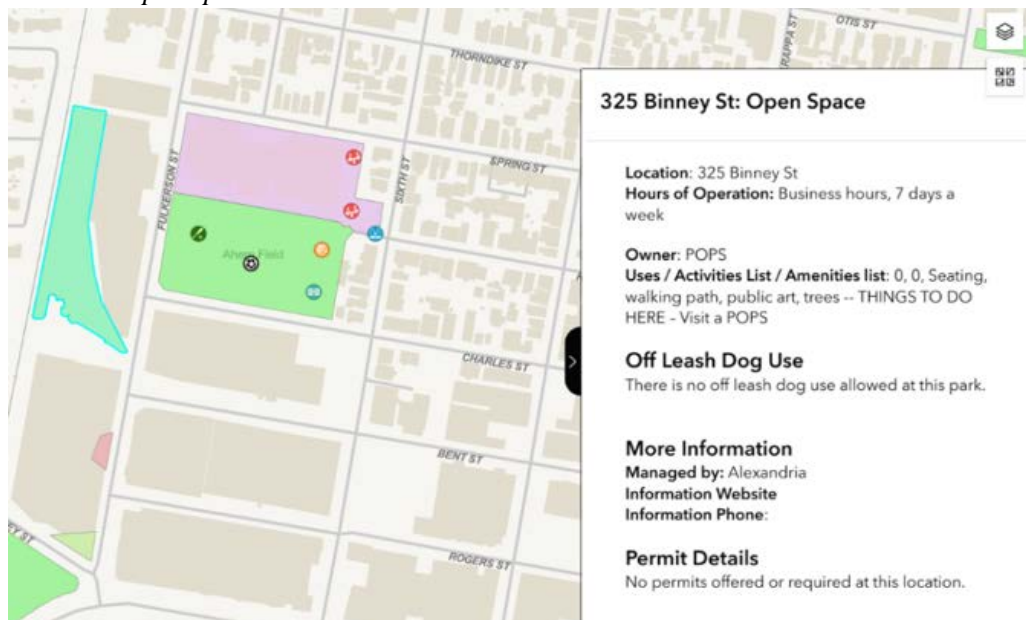 OTIS ST
THORNDIKE ST
SPRING ST
SIXTH ST
FULKERSON ST
Ahern Field
CHARLES ST
BENT ST
ROGERS ST
325 Binney St: Open Space
Location: 325 Binney St
Hours of Operation: Business hours, 7 days a
week
Owner: POPS
Uses / Activities List / Amenities list: 0, 0, Seating,
walking path, public art, trees -- THINGS TO DO
HERE - Visit a POPS
Off Leash Dog Use
There is no off leash dog use allowed at this park.
More Information
Managed by: Alexandria
Information Website
Information Phone:
Permit Details
No permits offered or required at this location.